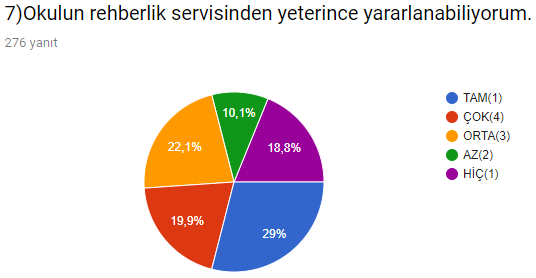 7)Okulun rehberlik servisinden yeterince yararlanabiliyorum.
276 yanıt
10,1%
18,8%
22,1%
19,9%
29%
TAM(1)
ÇOK(4)
ORTA(3)
AZ(2)
HİÇ(1)